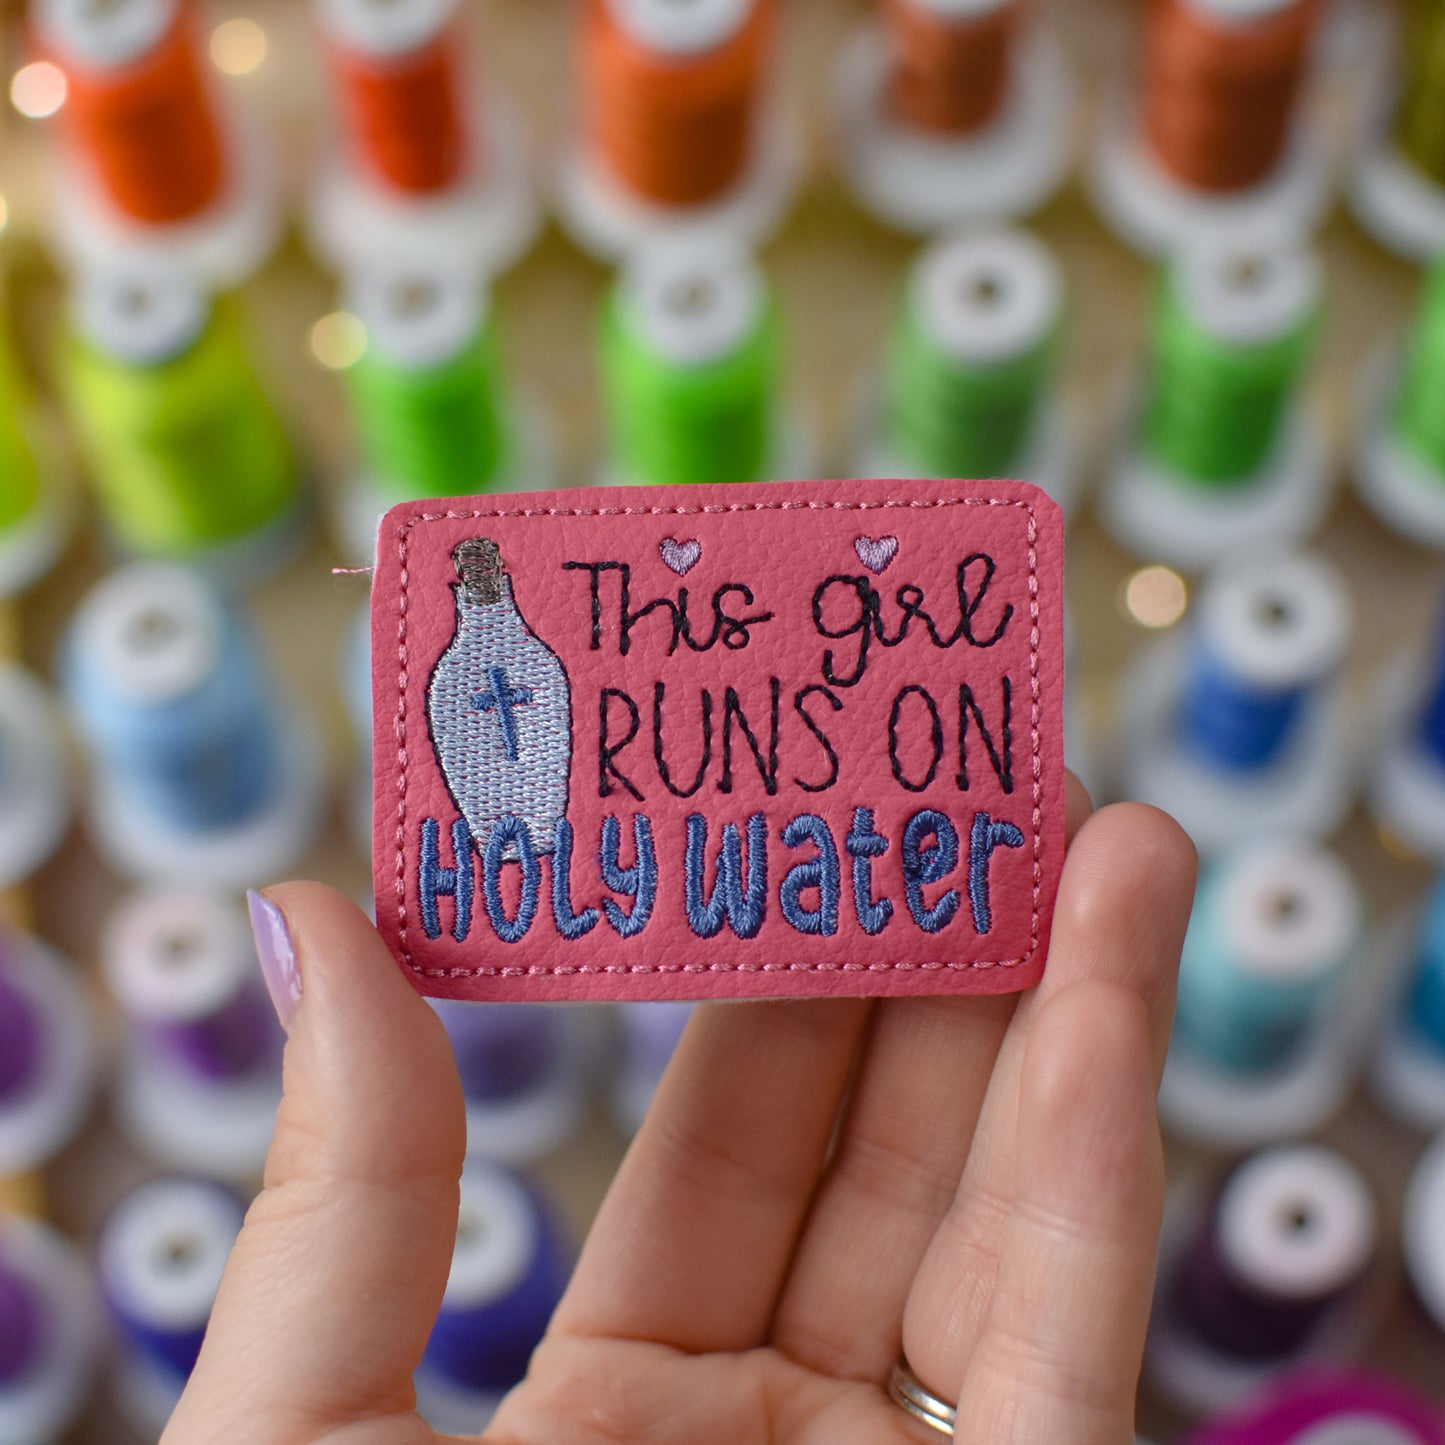 This girl
RUNS ON
Holy water